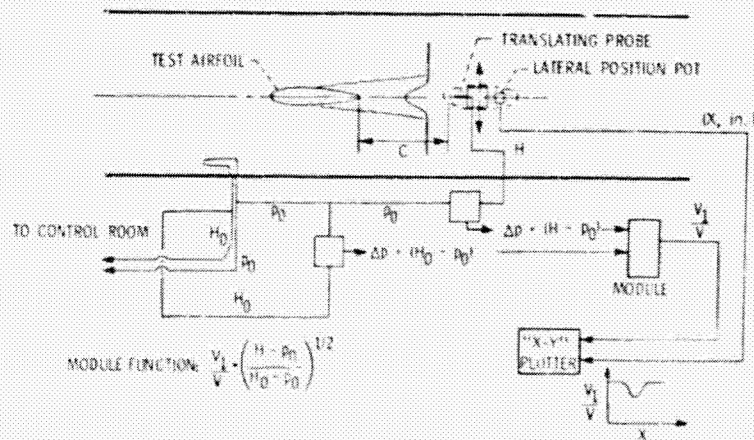 TRANSLATING PROBE
TEST AIRFOIL
LATERAL POSITION POT
(X, in.
C
H
P0 P0
TO CONTROL ROOM
H0
Δp • (H - p0)
V1/V
P0
Δp • (H0 - p0)
MODULE
H0
MODULE FUNCTION: V1/V • ((H - p0)/(H0 - p0))^1/2
"X-Y"
PLOTTER
V1/V
X